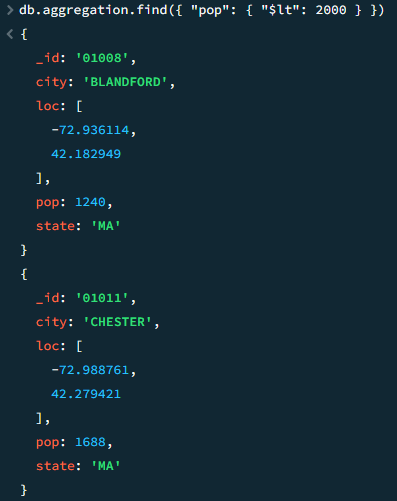 > db.aggregation.find({ "pop": { "$lt": 2000 } })
< {
_id: '01008',
city: 'BLANDFORD',
loc: [
-72.936114,
42.182949
],
pop: 1240,
state: 'MA'
}
{
_id: '01011',
city: 'CHESTER',
loc: [
-72.988761,
42.279421
],
pop: 1688,
state: 'MA'
}